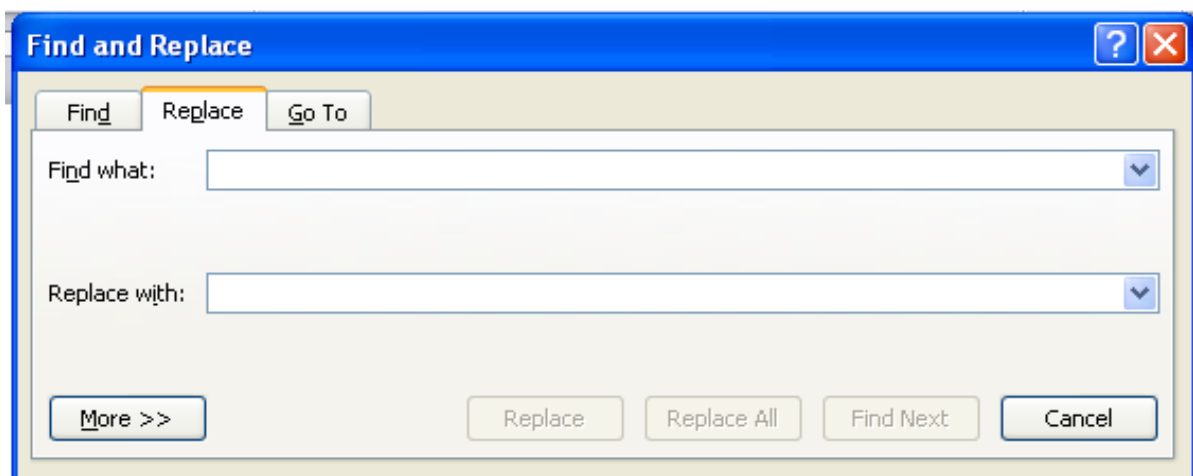 Find and Replace
Find Replace Go To
Find what:
Replace with:
More >> Replace Replace All Find Next Cancel